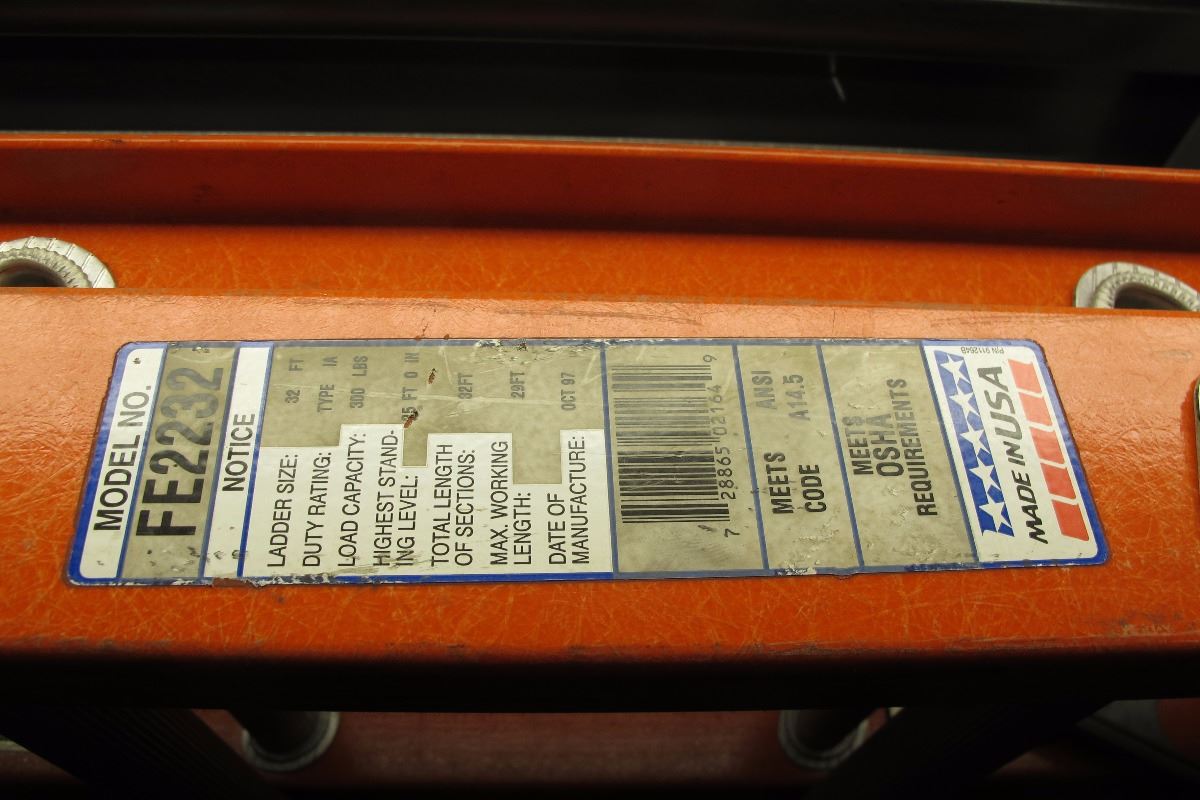 MODEL NO.
FE2232
NOTICE
LADDER SIZE: 32 FT
DUTY RATING: TYPE IA
LOAD CAPACITY: 300 LBS
HIGHEST STAND-
ING LEVEL: 25 FT 0 IN
TOTAL LENGTH
OF SECTIONS: 32FT
MAX. WORKING
LENGTH: 29FT
DATE OF
MANUFACTURE: OCT 97
7 28865 02164 9
MEETS ANSI
CODE A14.5
MEETS
OSHA
REQUIREMENTS
MADE IN USA
P/N 911264B